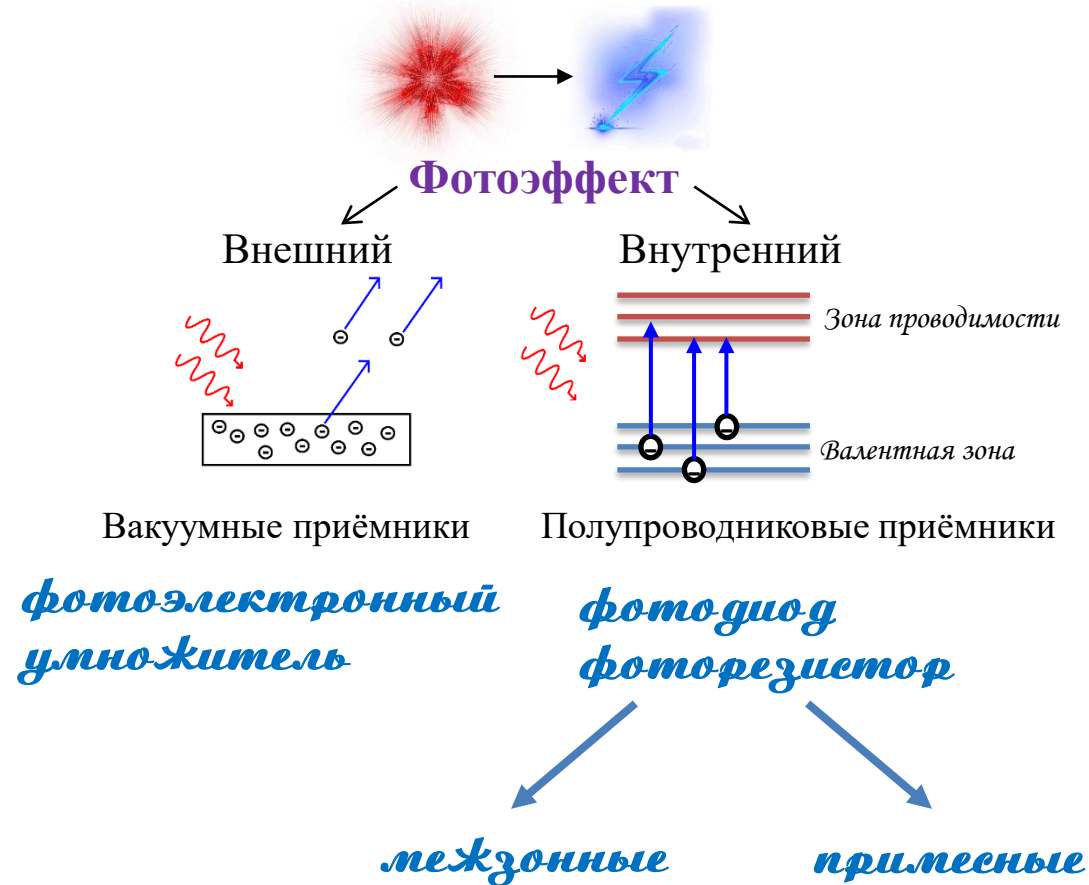 Фотоэффект
Внешний
Внутренний
Зона проводимости
Валентная зона
Вакуумные приёмники
Полупроводниковые приёмники
фотоэлектронный
умножитель
фотодиод
фоторезистор
межзонные
примесные